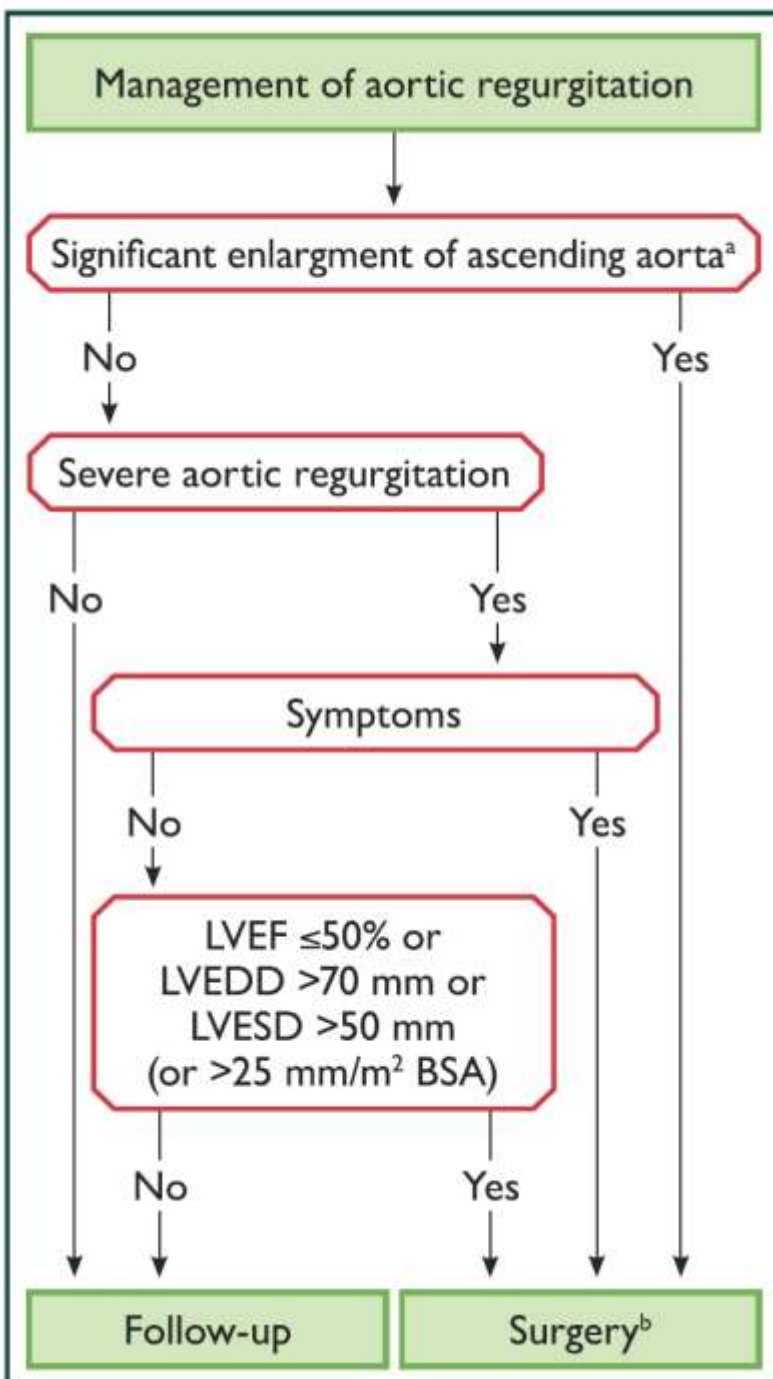 Management of aortic regurgitation
Significant enlargment of ascending aortaᵃ
No
Yes
Severe aortic regurgitation
No
Yes
Symptoms
No
Yes
LVEF ≤50% or
LVEDD >70 mm or
LVESD >50 mm
(or >25 mm/m² BSA)
No
Yes
Follow-up
Surgeryᵇ